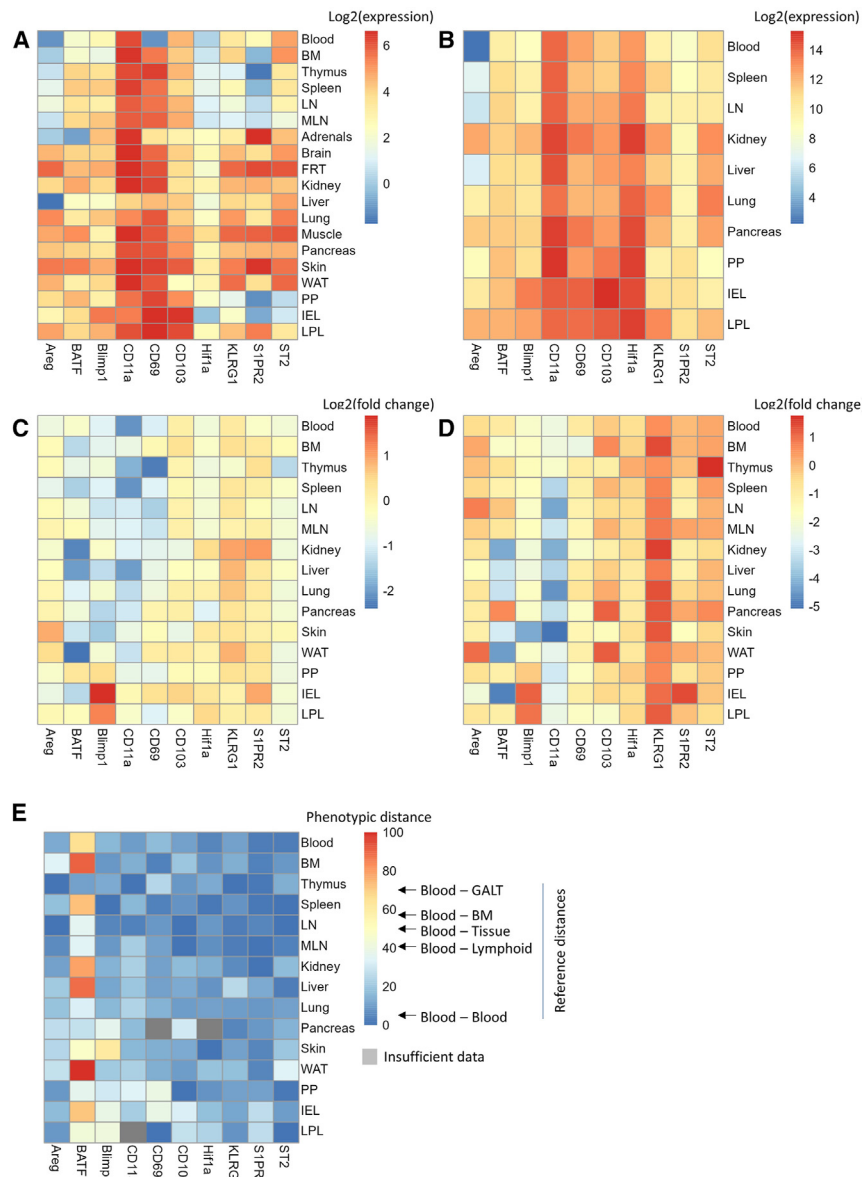 Log2(expression)
A
Blood
BM
Thymus
Spleen
LN
MLN
Adrenals
Brain
FRT
Kidney
Liver
Lung
Muscle
Pancreas
Skin
WAT
PP
IEL
LPL
6
4
2
0
Areg
BATF
Blimp1
CD11a
CD69
CD103
Hif1a
KLRG1
S1PR2
ST2
Log2(expression)
B
Blood
Spleen
LN
Kidney
Liver
Lung
Pancreas
PP
IEL
LPL
14
12
10
8
6
4
Areg
BATF
Blimp1
CD11a
CD69
CD103
Hif1a
KLRG1
S1PR2
ST2
Log2(fold change)
C
Blood
BM
Thymus
Spleen
LN
MLN
Kidney
Liver
Lung
Pancreas
Skin
WAT
PP
IEL
LPL
1
0
-1
-2
Areg
BATF
Blimp1
CD11a
CD69
CD103
Hif1a
KLRG1
S1PR2
ST2
Log2(fold change
D
Blood
BM
Thymus
Spleen
LN
MLN
Kidney
Liver
Lung
Pancreas
Skin
WAT
PP
IEL
LPL
1
0
-1
-2
-3
-4
-5
Areg
BATF
Blimp1
CD11a
CD69
CD103
Hif1a
KLRG1
S1PR2
ST2
E
Phenotypic distance
Blood
BM
Thymus
Spleen
LN
MLN
Kidney
Liver
Lung
Pancreas
Skin
WAT
PP
IEL
LPL
100
80
60
40
20
0
Blood – GALT
Blood – BM
Blood – Tissue
Blood – Lymphoid
Blood – Blood
Reference distances
Insufficient data
Areg
BATF
Blimp
CD11
CD69
CD10
Hif1a
KLRG
S1PR
ST2